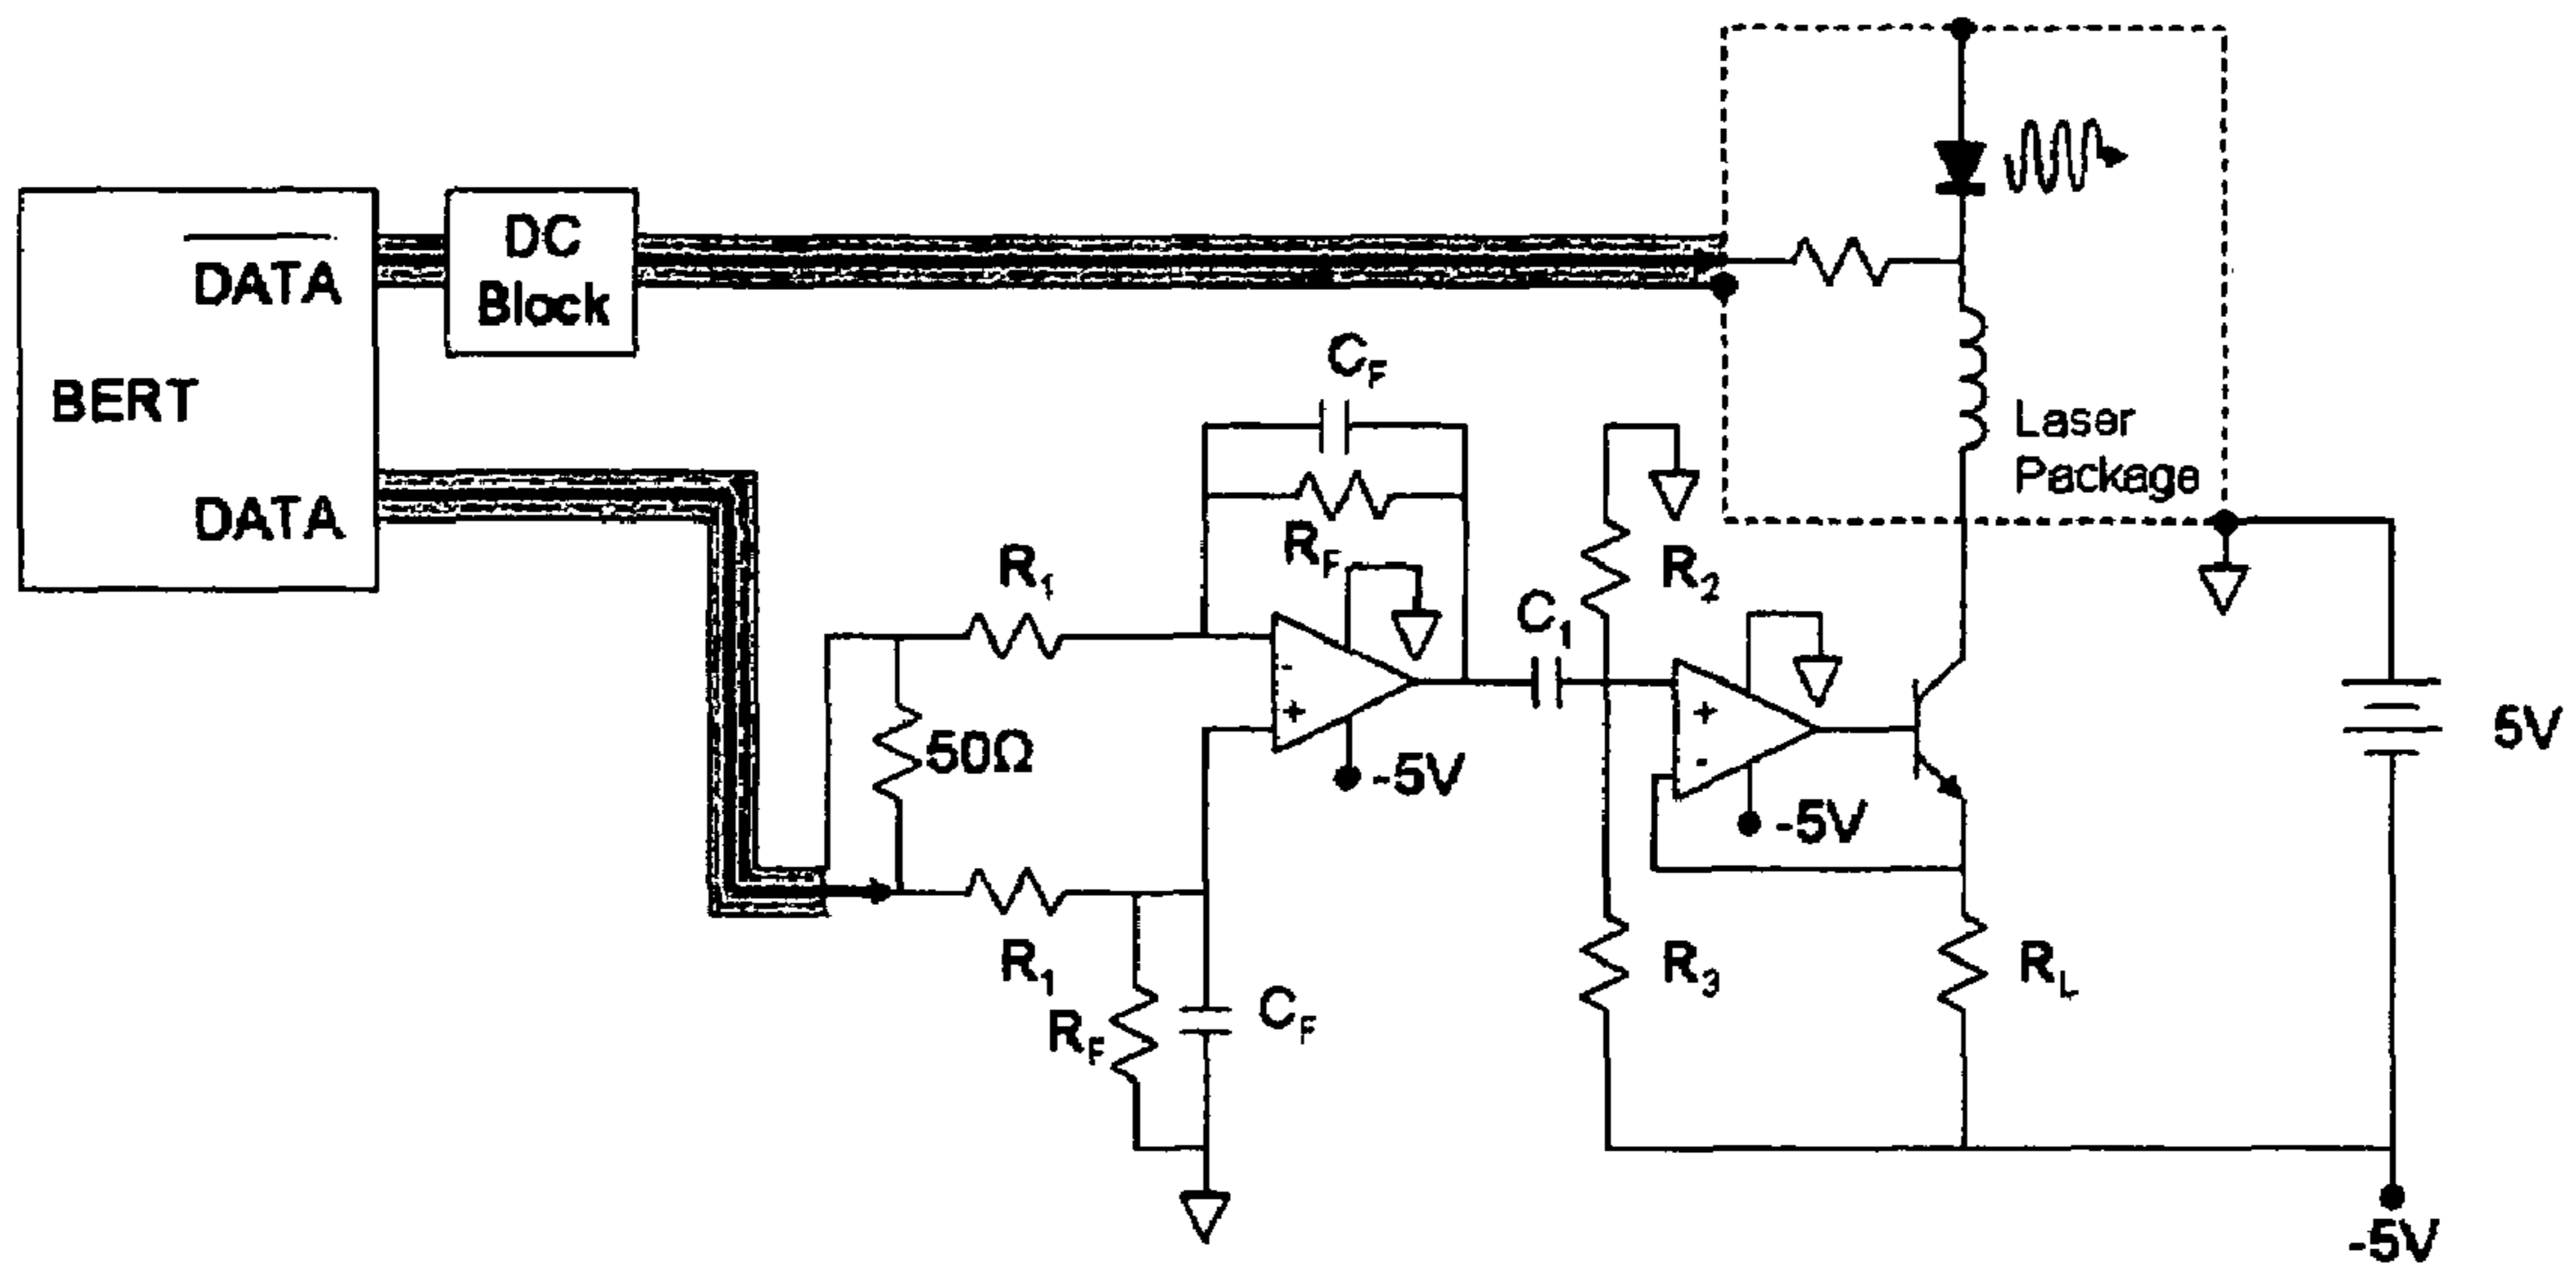 DATA
BERT
DATA
DC
Block
Laser
Package
C_F
R_F
R_1
50Ω
R_1
R_F
C_F
-5V
C_1
R_2
+
-
-
+
-5V
R_3
R_L
5V
-5V